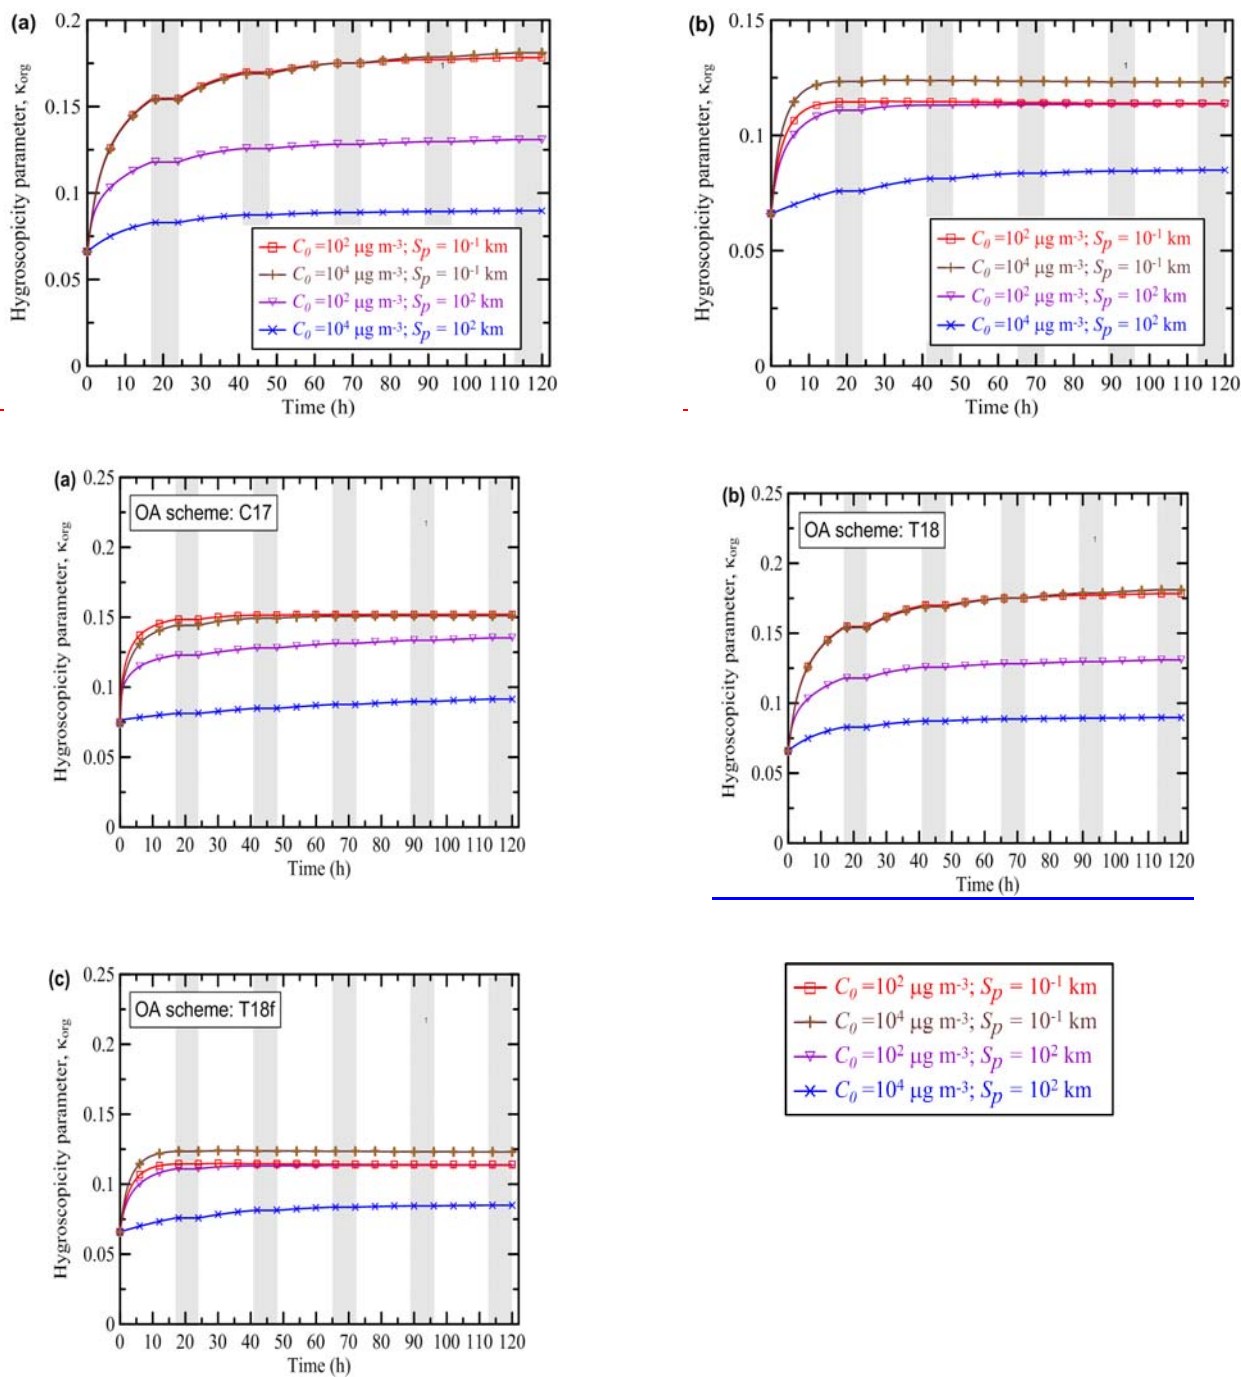 (a)
0.2
0.15
0.1
0.05
0
Hygroscopicity parameter, κorg
1
C0 =10² μg m-3; Sp = 10-1 km
C0 =10⁴ μg m-3; Sp = 10-1 km
C0 =10² μg m-3; Sp = 10² km
C0 =10⁴ μg m-3; Sp = 10² km
0 10 20 30 40 50 60 70 80 90 100 110 120
Time (h)
(b)
0.15
0.1
0.05
0
Hygroscopicity parameter, κorg
1
C0 =10² μg m-3; Sp = 10-1 km
C0 =10⁴ μg m-3; Sp = 10-1 km
C0 =10² μg m-3; Sp = 10² km
C0 =10⁴ μg m-3; Sp = 10² km
0 10 20 30 40 50 60 70 80 90 100 110 120
Time (h)
(a)
0.25
0.2
0.15
0.1
0.05
0
Hygroscopicity parameter, κorg
OA scheme: C17
1
0 10 20 30 40 50 60 70 80 90 100 110 120
Time (h)
(b)
0.25
0.2
0.15
0.1
0.05
0
Hygroscopicity parameter, κorg
OA scheme: T18
1
0 10 20 30 40 50 60 70 80 90 100 110 120
Time (h)
(c)
0.25
0.2
0.15
0.1
0.05
0
Hygroscopicity parameter, κorg
OA scheme: T18f
1
0 10 20 30 40 50 60 70 80 90 100 110 120
Time (h)
C0 =10² μg m-3; Sp = 10-1 km
C0 =10⁴ μg m-3; Sp = 10-1 km
C0 =10² μg m-3; Sp = 10² km
C0 =10⁴ μg m-3; Sp = 10² km